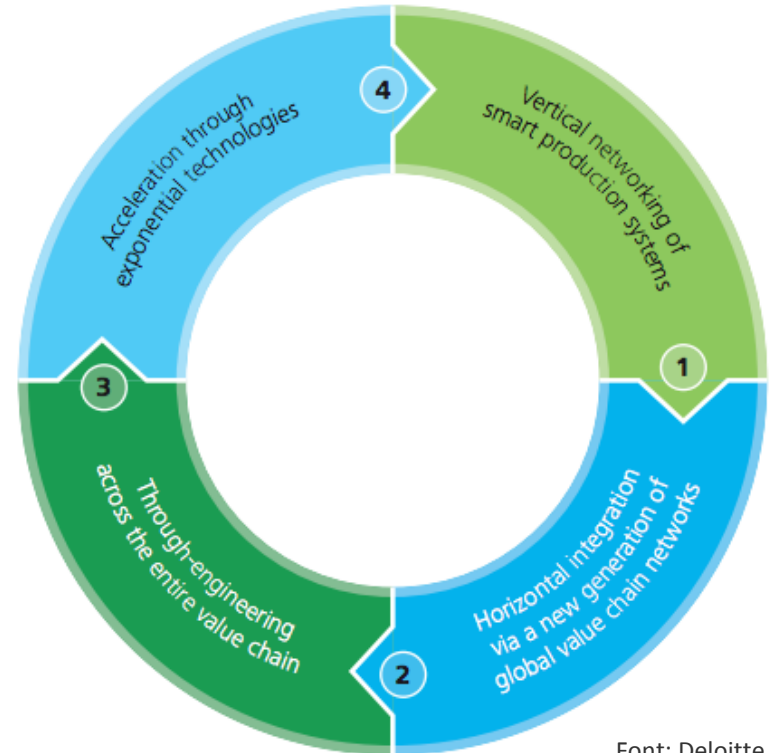 1
Vertical networking of
smart production systems
2
Horizontal integration
via a new generation of
global value chain networks
3
Through-engineering
across the entire value chain
4
Acceleration through
exponential technologies
Font: Deloitte